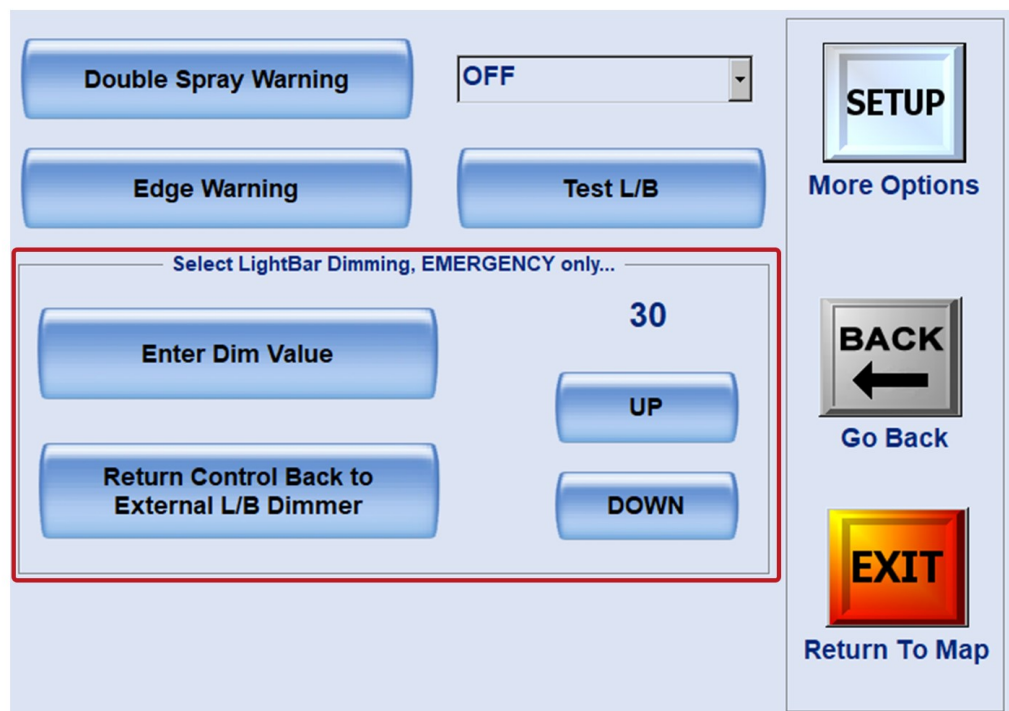 Double Spray Warning
OFF
SETUP
More Options
Edge Warning
Test L/B
Select LightBar Dimming, EMERGENCY only...
30
Enter Dim Value
UP
BACK
Go Back
Return Control Back to
External L/B Dimmer
DOWN
EXIT
Return To Map